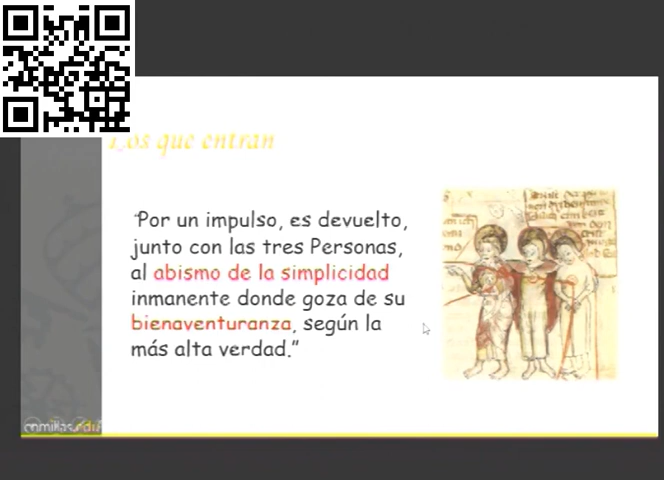 Los que entran
“Por un impulso, es devuelto,
junto con las tres Personas,
al abismo de la simplicidad
inmanente donde goza de su
bienaventuranza, según la
más alta verdad.”
comillas.edu